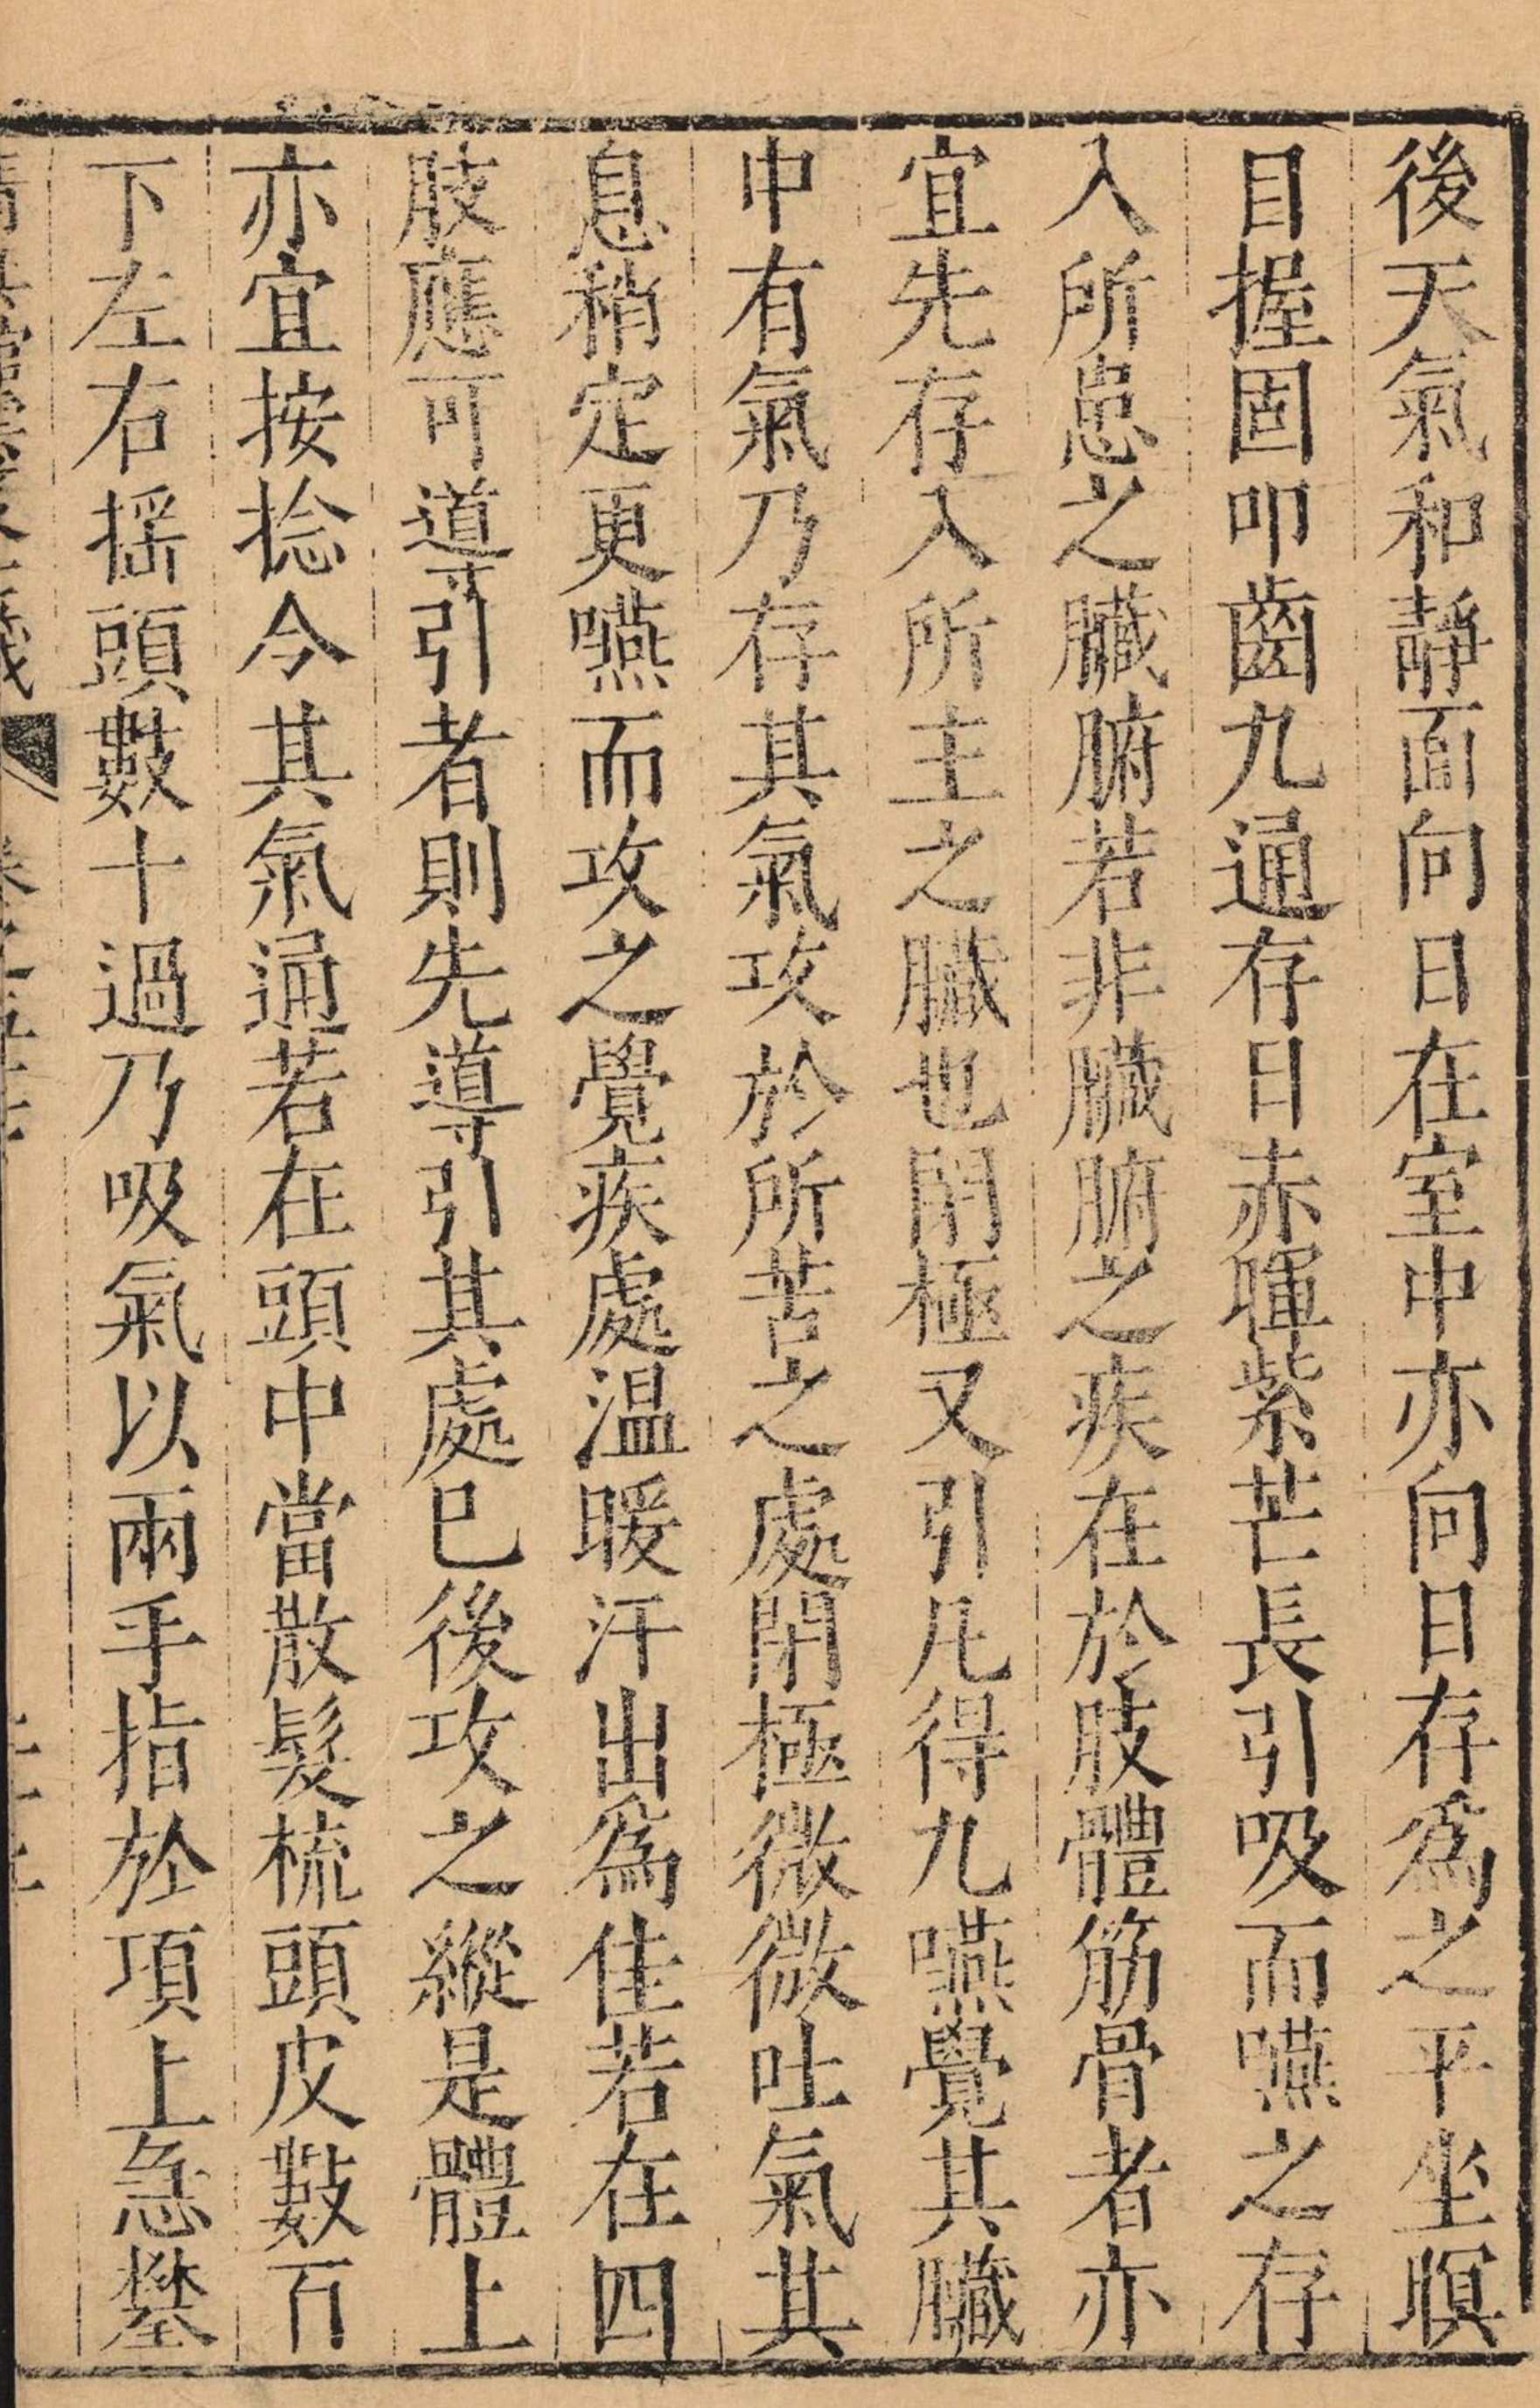 後天氣和靜面向日在室中亦向日存爲之平坐瞑
目握固叩齒九通存日赤暉紫芒長引吸而嚥之存
入所患之臟腑若非臟腑之疾在於肢體筋骨者亦
宜先存入所主之臟也閉極又引凡得九嚥覺其臟
中有氣乃存其氣攻於所苦之處閉極微微吐氣其
息稍定更嚥而攻之覺疾處温暖汗出爲佳若在四
肢應可導引者則先導引其處已後攻之縱是體上
亦宜按捻令其氣通若在頭中當散髮梳頭皮數百
下左右揺頭數十過乃吸氣以兩手指於項上急攀